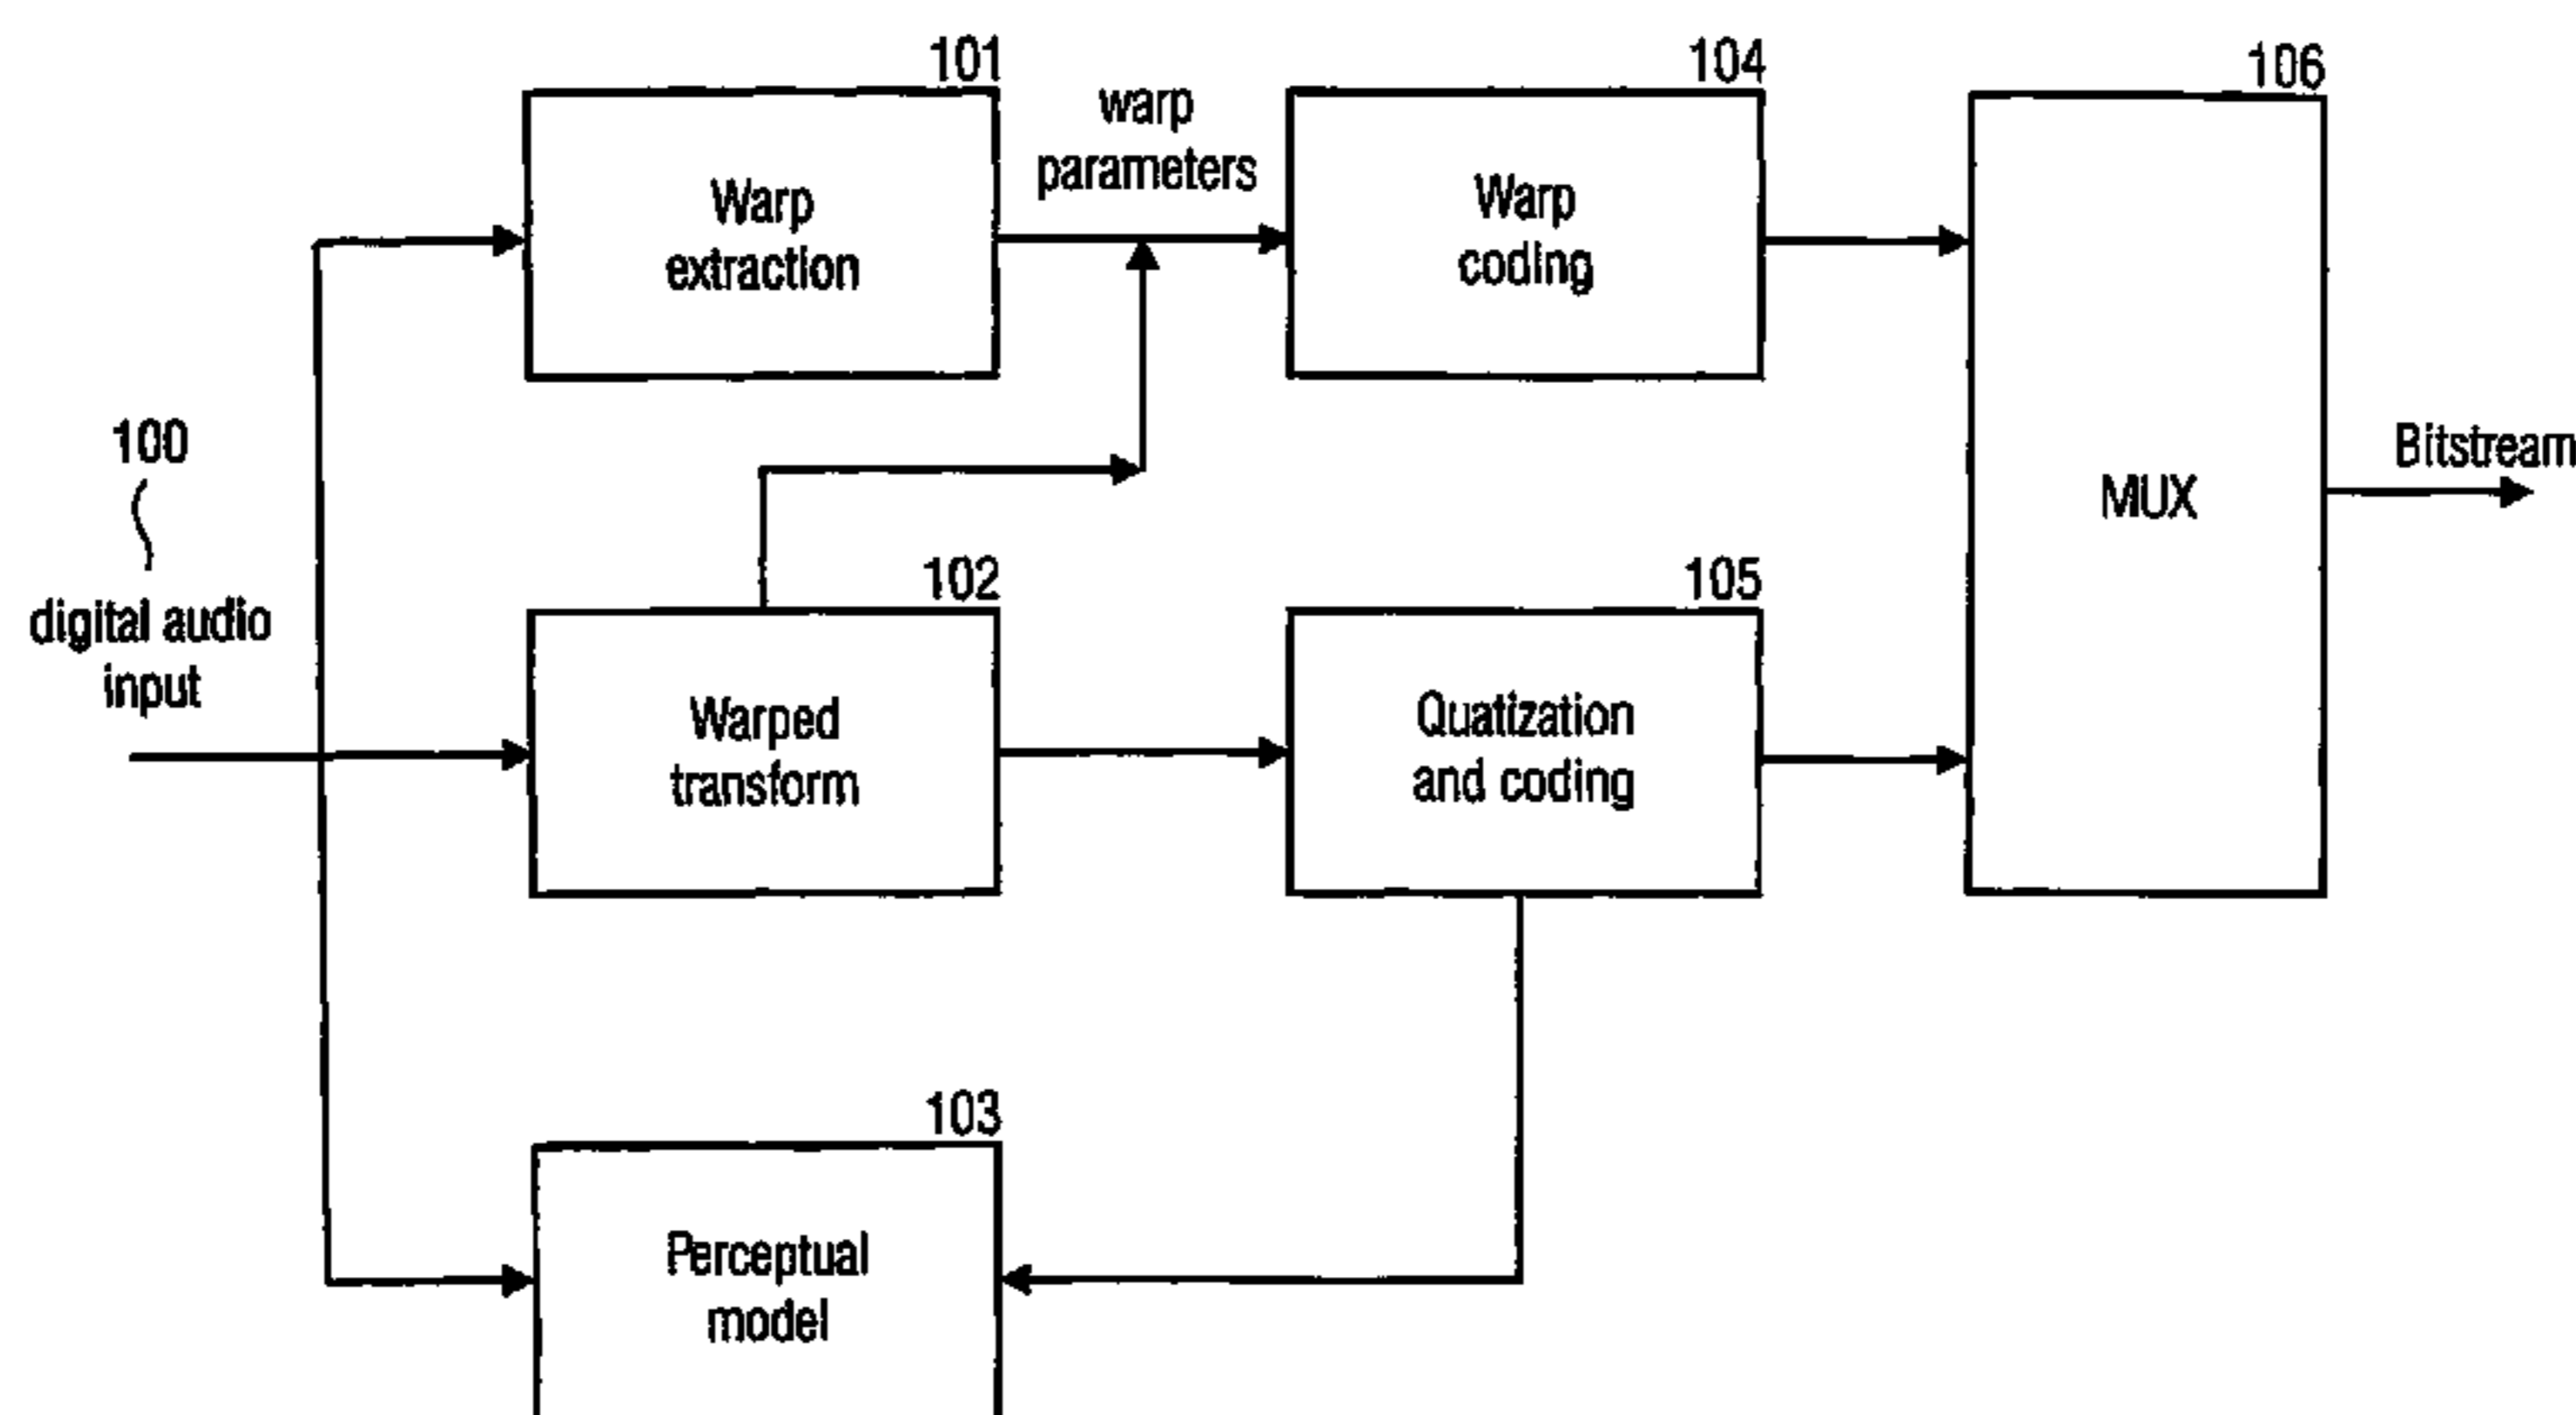 101
Warp
extraction
warp
parameters
104
Warp
coding
106
MUX
Bitstream
100
digital audio
input
102
Warped
transform
105
Quatization
and coding
103
Perceptual
model